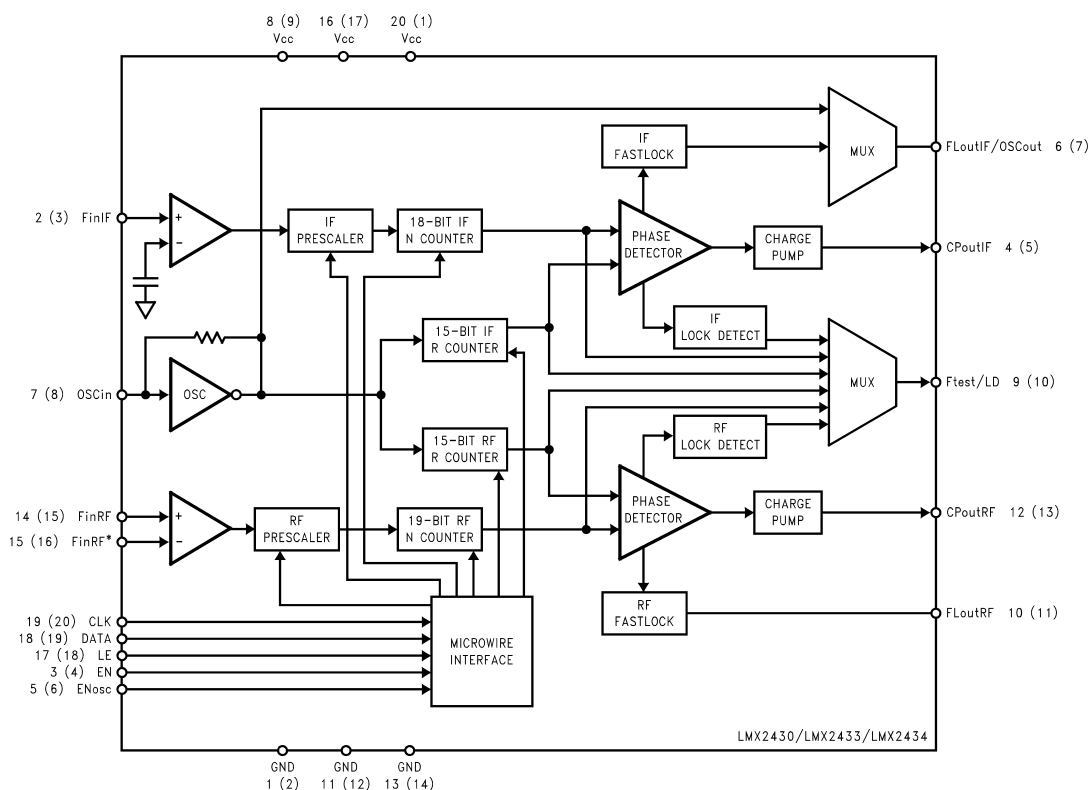 8 (9) 16 (17) 20 (1)
Vcc Vcc Vcc
IF
FASTLOCK
MUX
FLoutIF/OSCout 6 (7)
2 (3) FinIF
+
−
IF
PRESCALER
18-BIT IF
N COUNTER
PHASE
DETECTOR
CHARGE
PUMP
CPoutIF 4 (5)
IF
LOCK DETECT
15-BIT IF
R COUNTER
MUX
Ftest/LD 9 (10)
7 (8) OSCin
OSC
RF
LOCK DETECT
15-BIT RF
R COUNTER
14 (15) FinRF
15 (16) FinRF*
+
−
RF
PRESCALER
19-BIT RF
N COUNTER
PHASE
DETECTOR
CHARGE
PUMP
CPoutRF 12 (13)
RF
FASTLOCK
FLoutRF 10 (11)
19 (20) CLK
18 (19) DATA
17 (18) LE
3 (4) EN
5 (6) ENosc
MICROWIRE
INTERFACE
LMX2430/LMX2433/LMX2434
GND GND GND
1 (2) 11 (12) 13 (14)